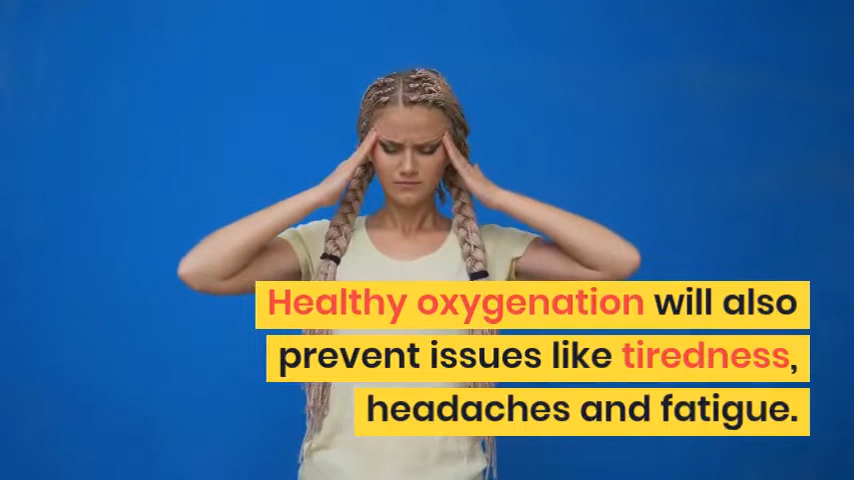 Healthy oxygenation will also
prevent issues like tiredness,
headaches and fatigue.